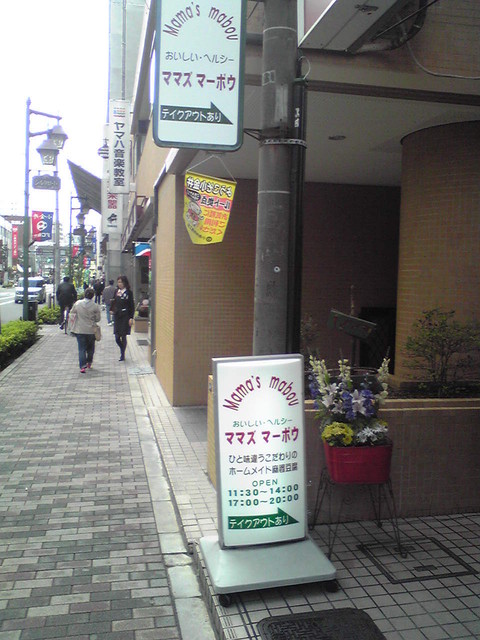 Mama's mabou
おいしい・ヘルシー
ママズ マーボウ
テイクアウトあり
ヤマハ音楽教室
Mama's mabou
おいしい・ヘルシー
ママズ マーボウ
ひと味違うこだわりの
ホームメイド麻婆豆腐
OPEN
11:30〜14:00
17:00〜20:00
テイクアウトあり